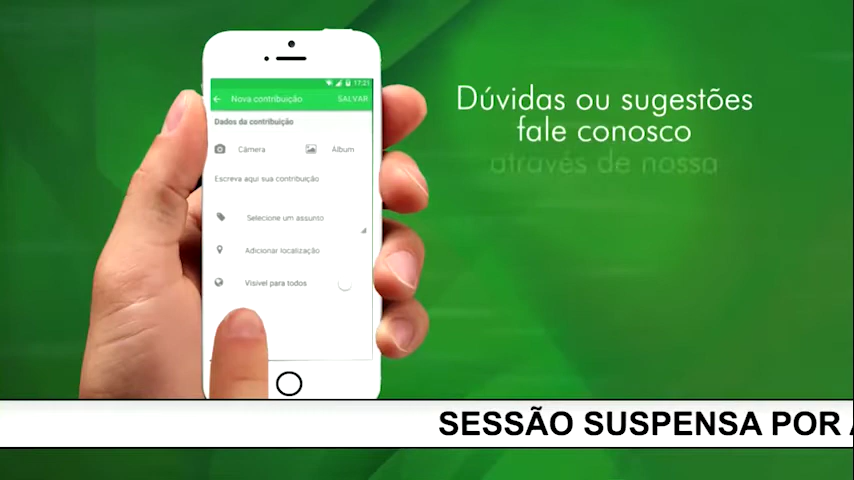 17:21
Nova contribuição SALVAR
Dados da contribuição
Câmera Álbum
Escreva aqui sua contribuição
Selecione um assunto
Adicionar localização
Visível para todos
Dúvidas ou sugestões
fale conosco
através de nossa
SESSÃO SUSPENSA POR